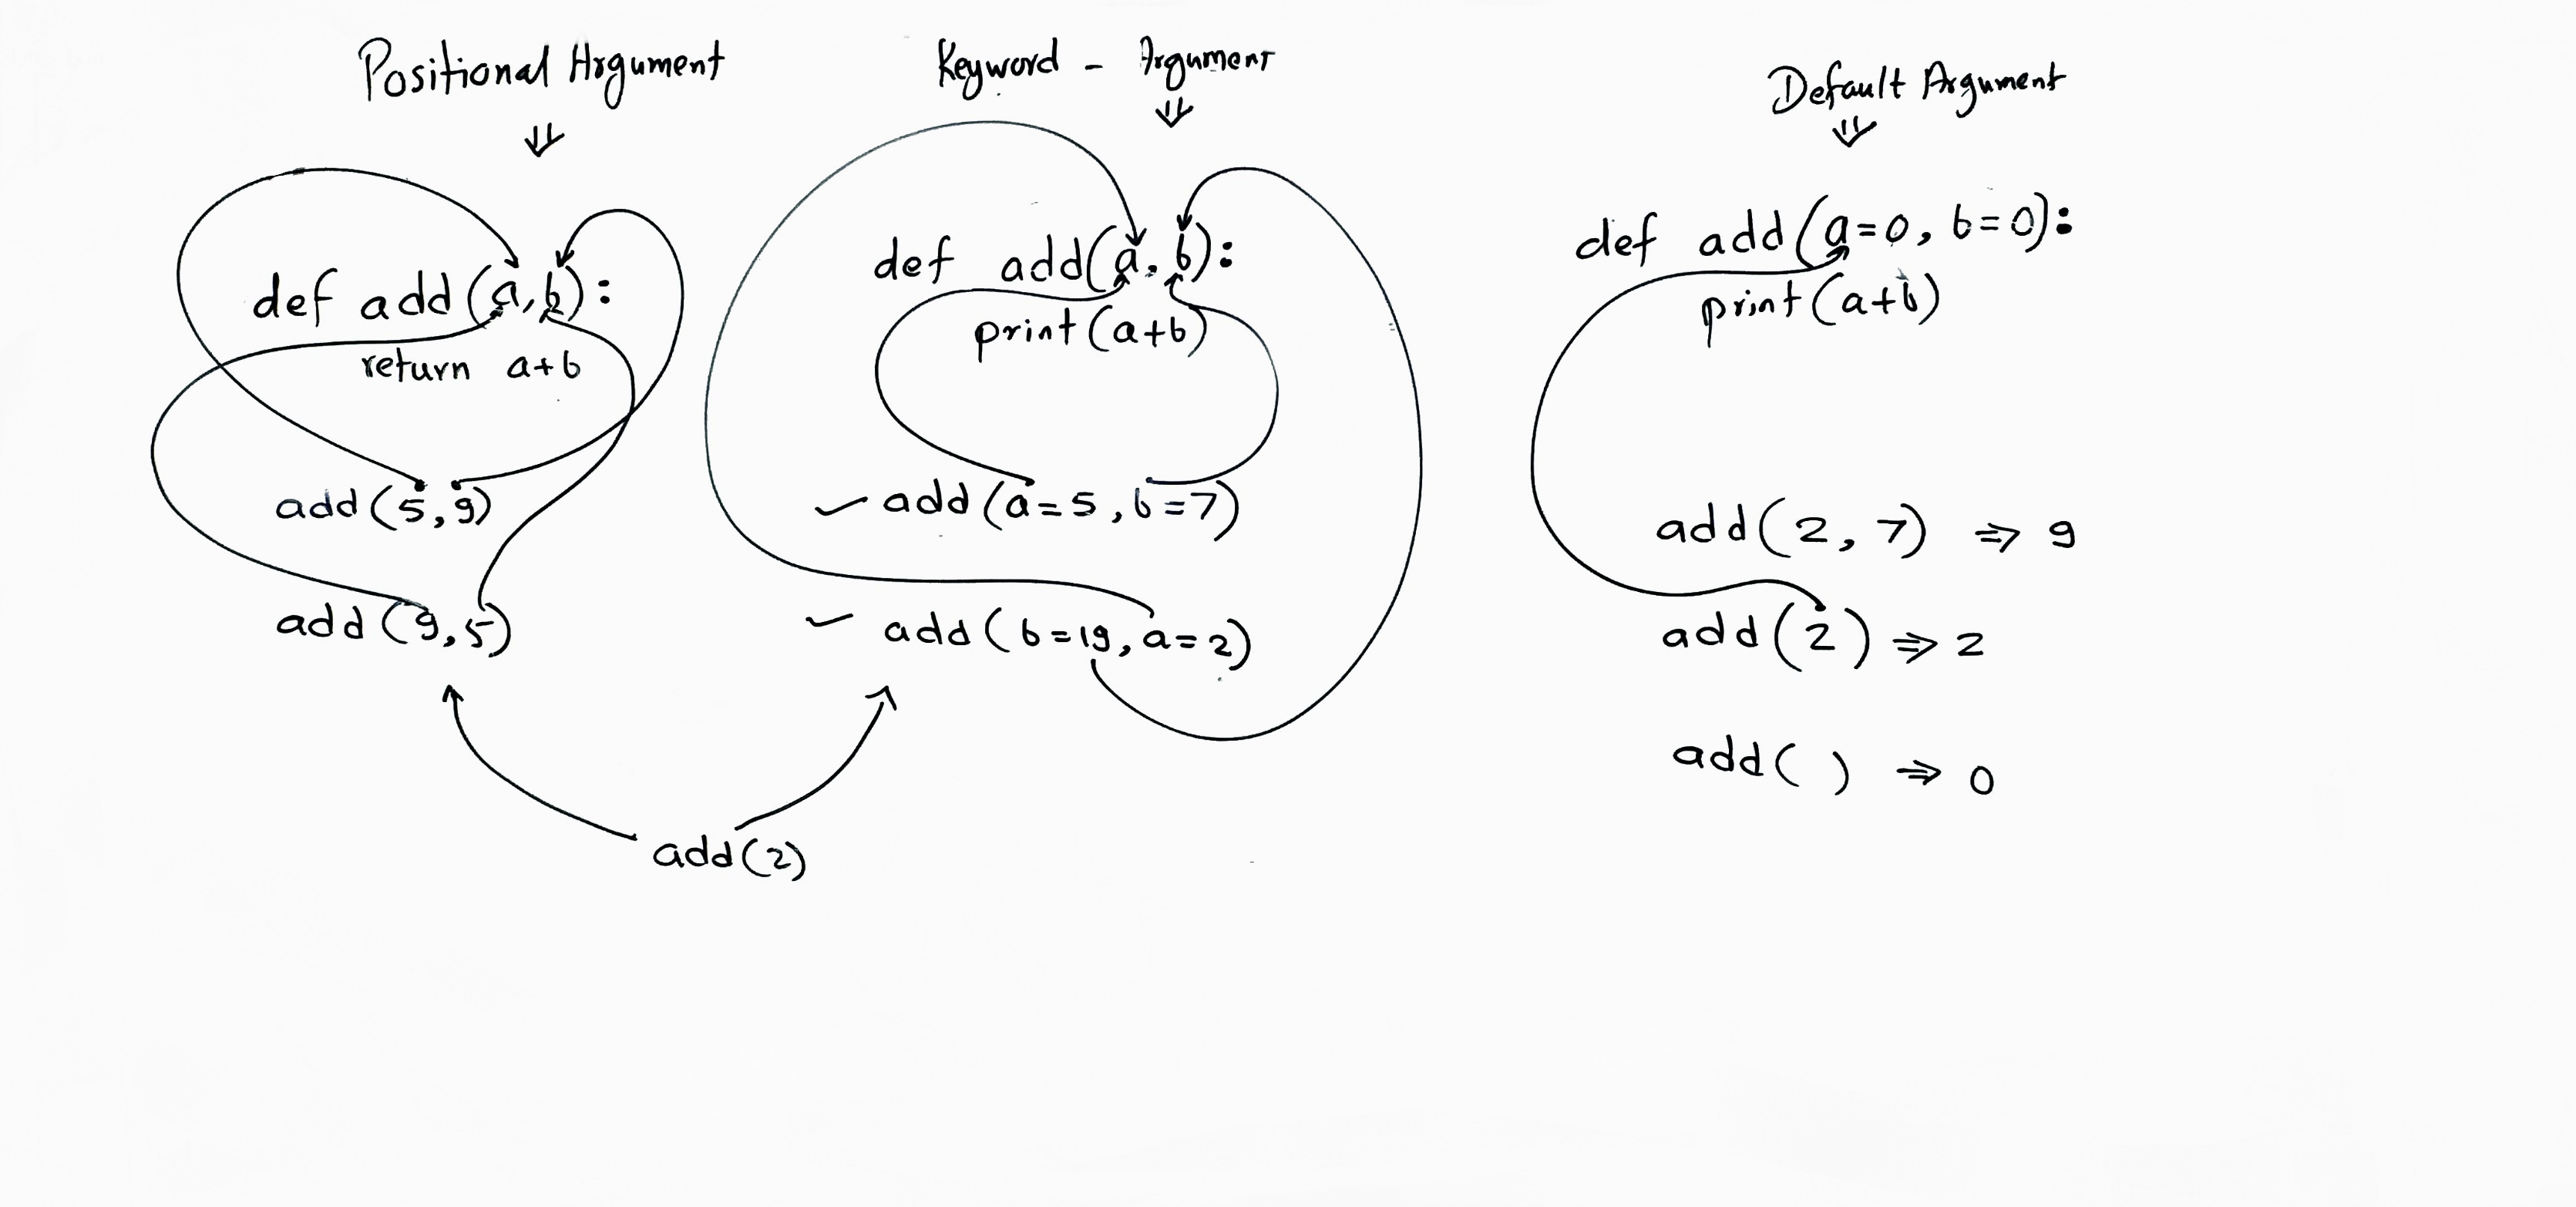 Positional Argument
def add(a,b):
return a+b
add(5,9)
add(9,5)
Keyword - Argument
def add(a,b):
print(a+b)
add(a=5,b=7)
add(b=19,a=2)
add(2)
Default Argument
def add(a=0, b=0):
print(a+b)
add(2, 7) ⇒ 9
add(2) ⇒ 2
add( ) ⇒ 0